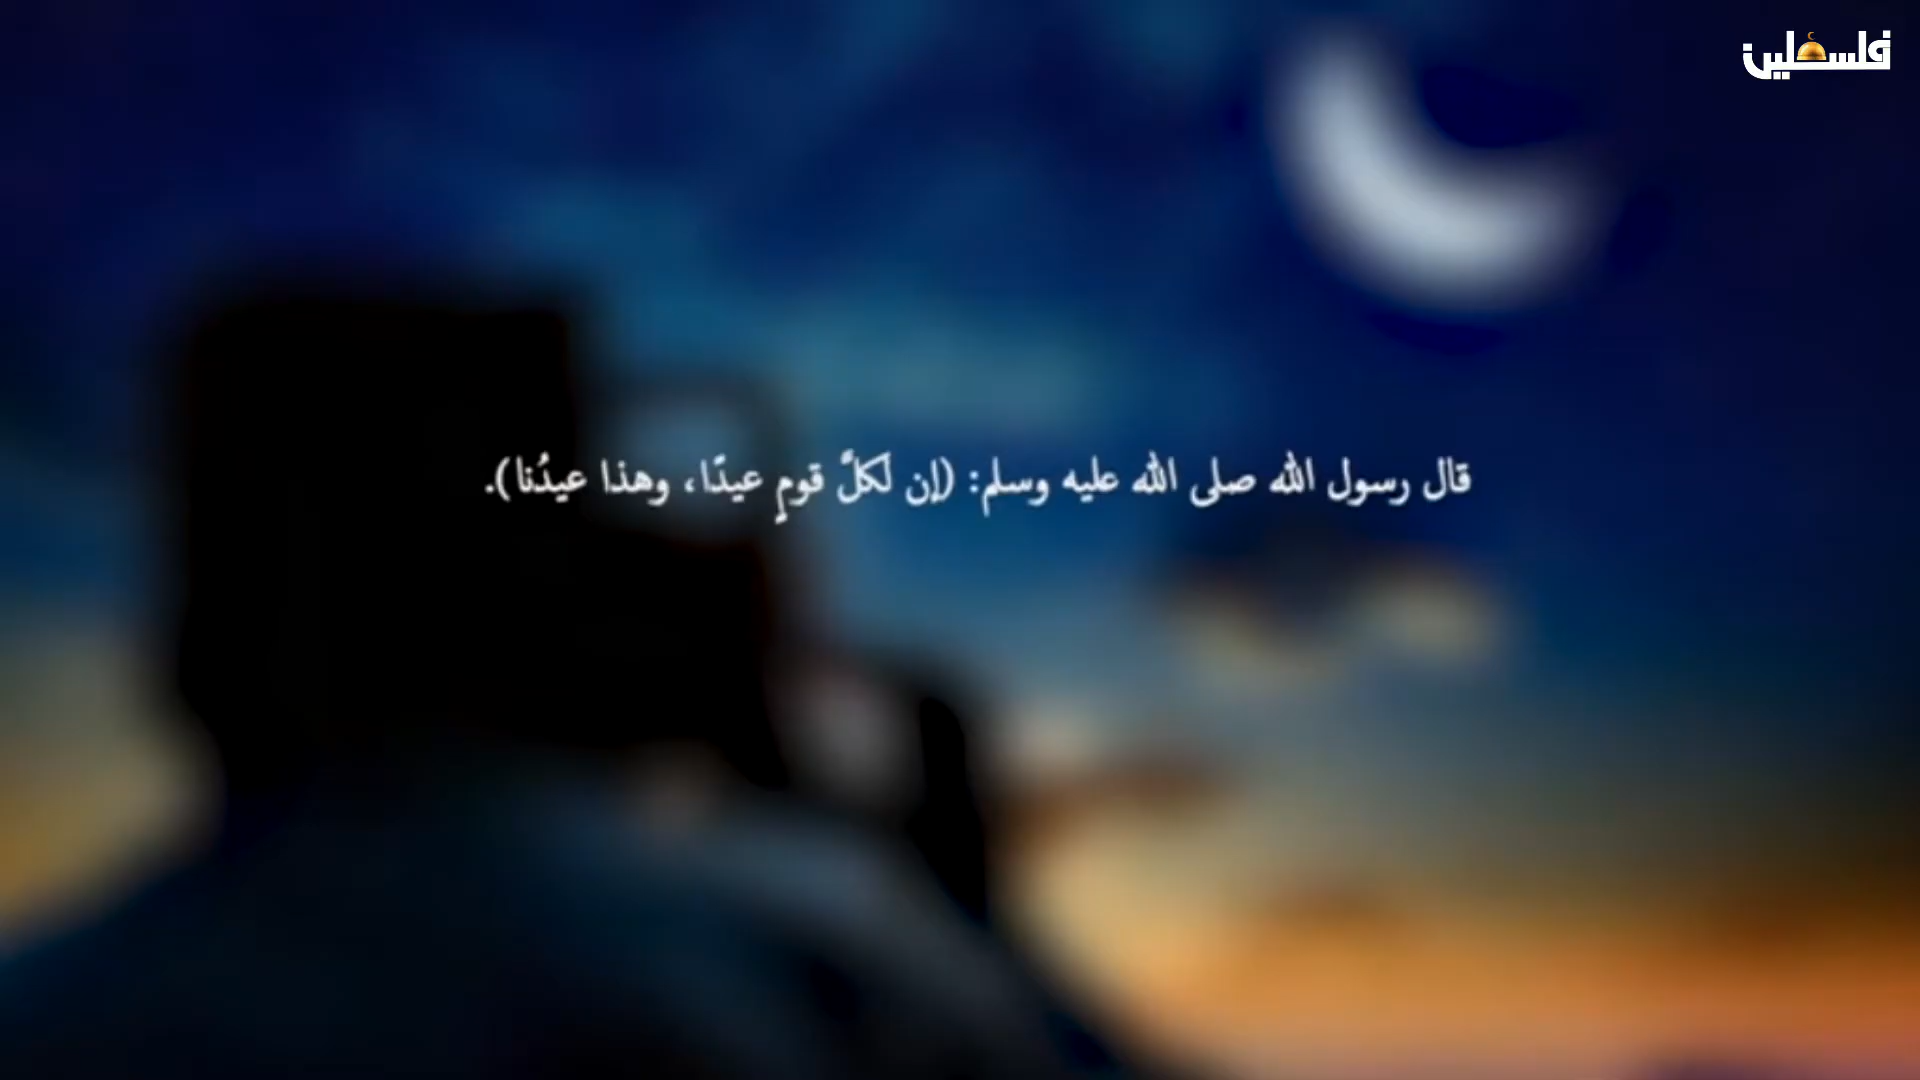 فلسطين
قال رسول الله صلى الله عليه وسلم: (إن لكلِّ قومٍ عيدًا، وهذا عيدُنا).